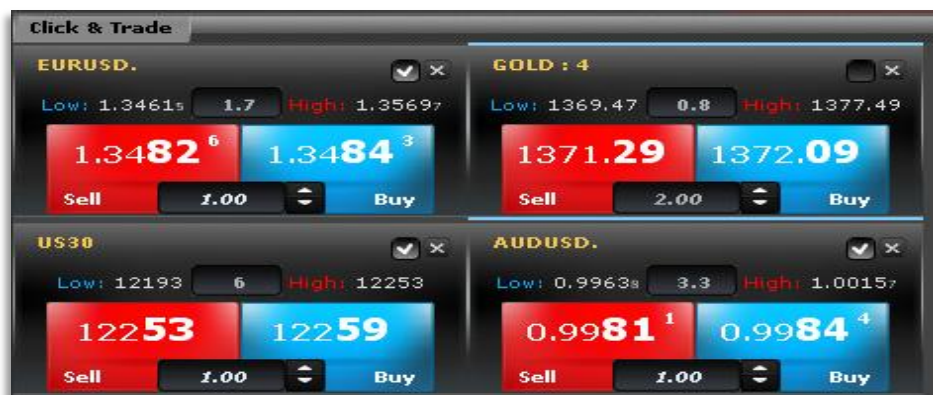 Click & Trade
EURUSD.
Low: 1.34615 1.7 High: 1.35697
1.34826 1.34843
Sell 1.00 Buy
GOLD : 4
Low: 1369.47 0.8 High: 1377.49
1371.29 1372.09
Sell 2.00 Buy
US30
Low: 12193 6 High: 12253
12253 12259
Sell 1.00 Buy
AUDUSD.
Low: 0.99638 3.3 High: 1.00157
0.99811 0.99844
Sell 1.00 Buy